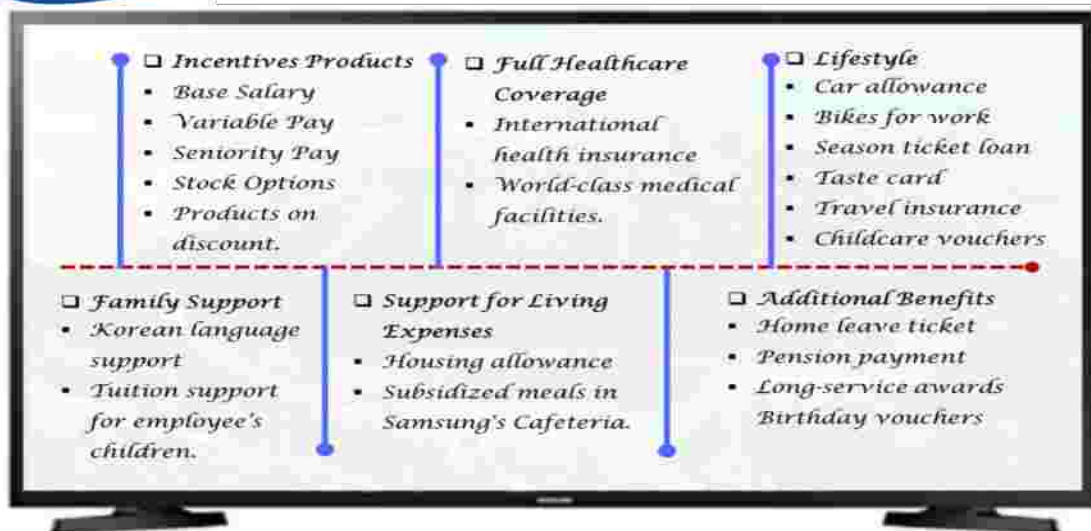 ❑ Incentives Products
▪ Base Salary
▪ Variable Pay
▪ Seniority Pay
▪ Stock Options
▪ Products on
discount.
❑ Full Healthcare
Coverage
▪ International
health insurance
▪ World-class medical
facilities.
❑ Lifestyle
▪ Car allowance
▪ Bikes for work
▪ Season ticket loan
▪ Taste card
▪ Travel insurance
▪ Childcare vouchers
❑ Family Support
▪ Korean language
support
▪ Tuition support
for employee's
children.
❑ Support for Living
Expenses
▪ Housing allowance
▪ Subsidized meals in
Samsung's Cafeteria.
❑ Additional Benefits
▪ Home leave ticket
▪ Pension payment
▪ Long-service awards
Birthday vouchers